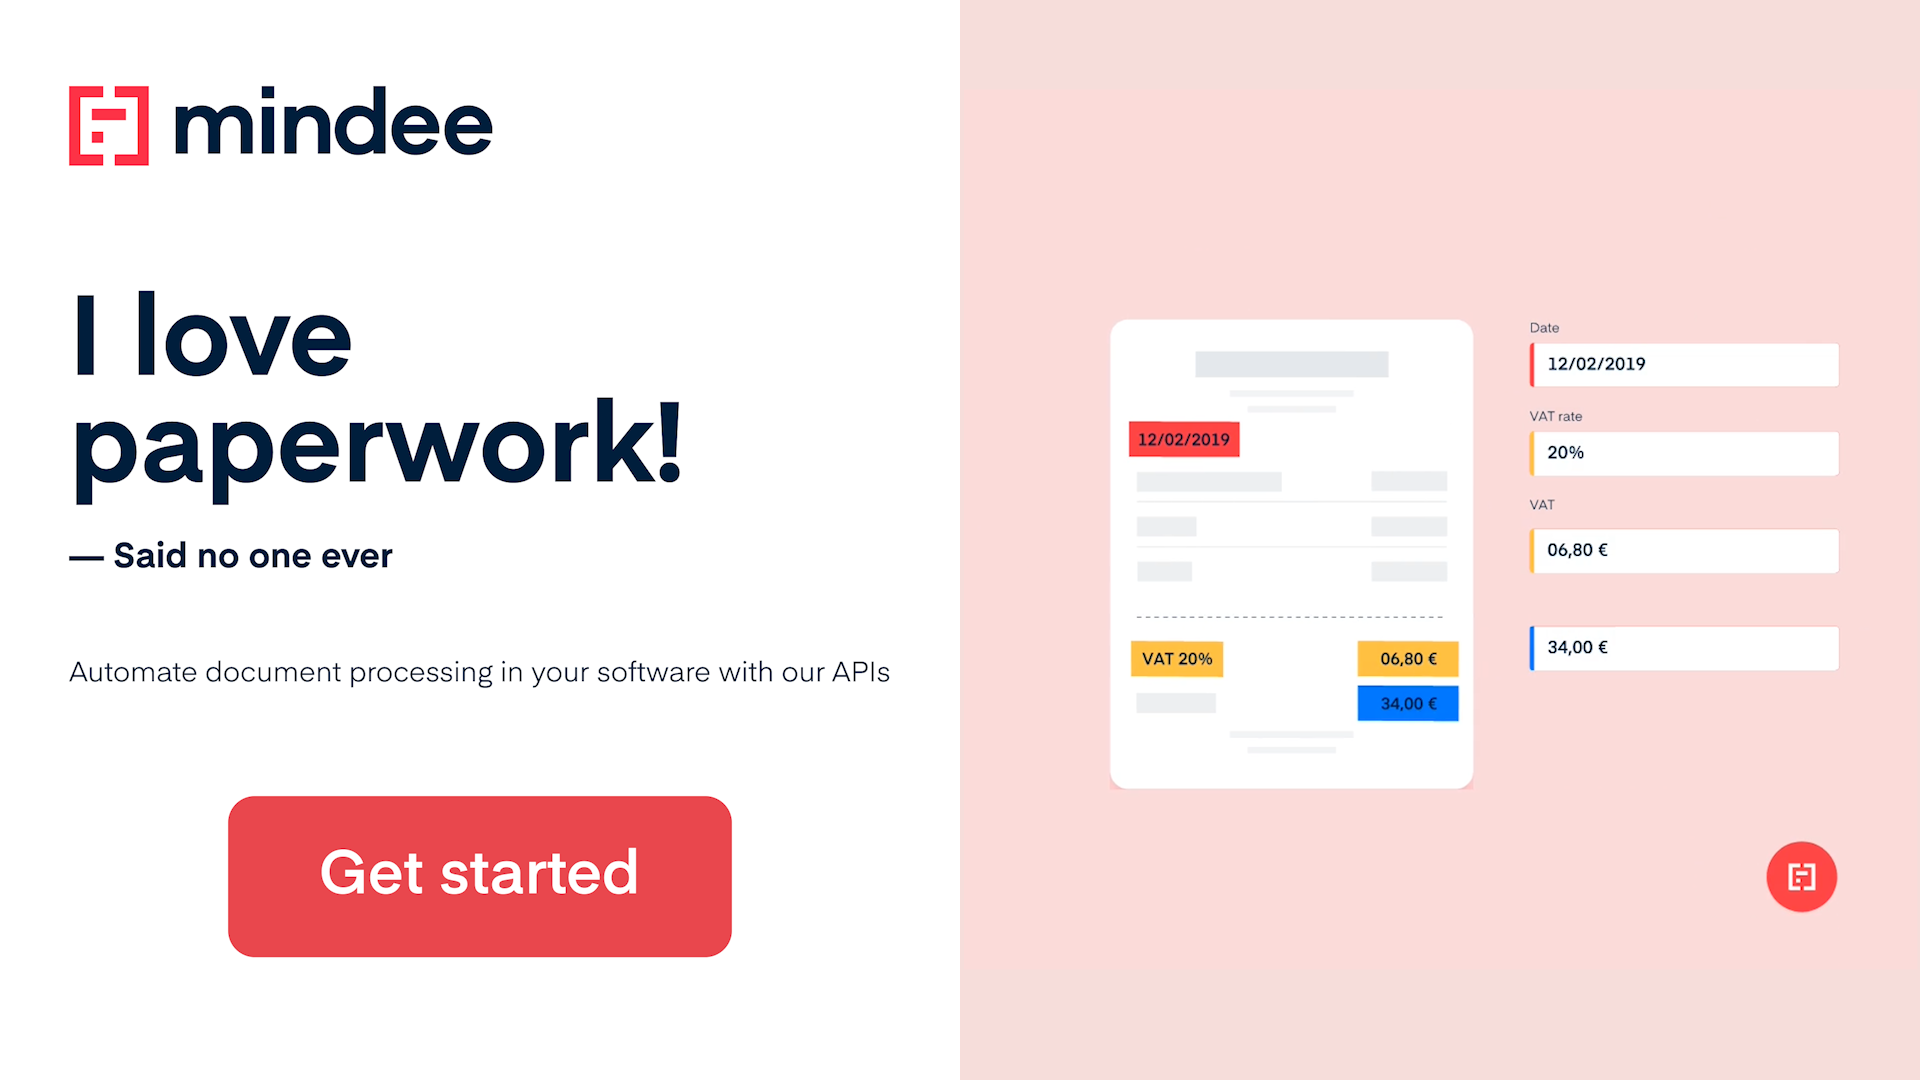 mindee
I love
paperwork!
— Said no one ever
Automate document processing in your software with our APIs
Get started
12/02/2019
VAT 20%
06,80 €
34,00 €
Date
12/02/2019
VAT rate
20%
VAT
06,80 €
34,00 €